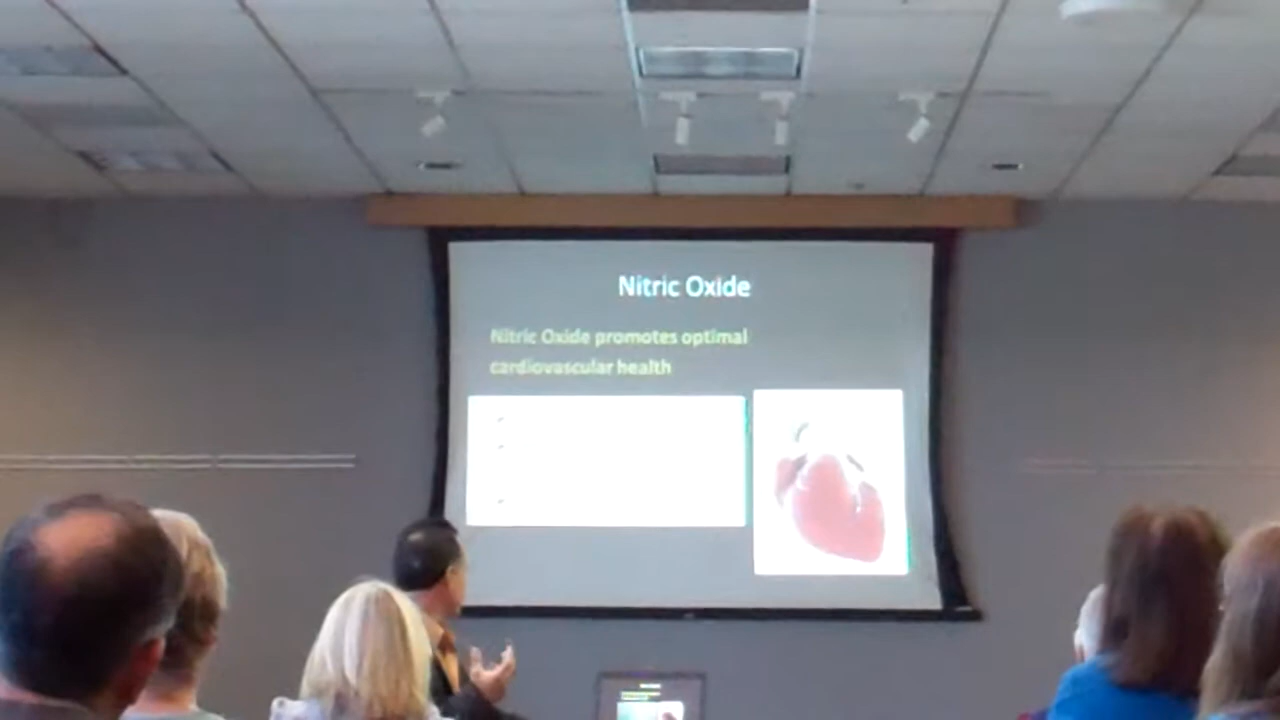 Nitric Oxide
Nitric Oxide promotes optimal
cardiovascular health